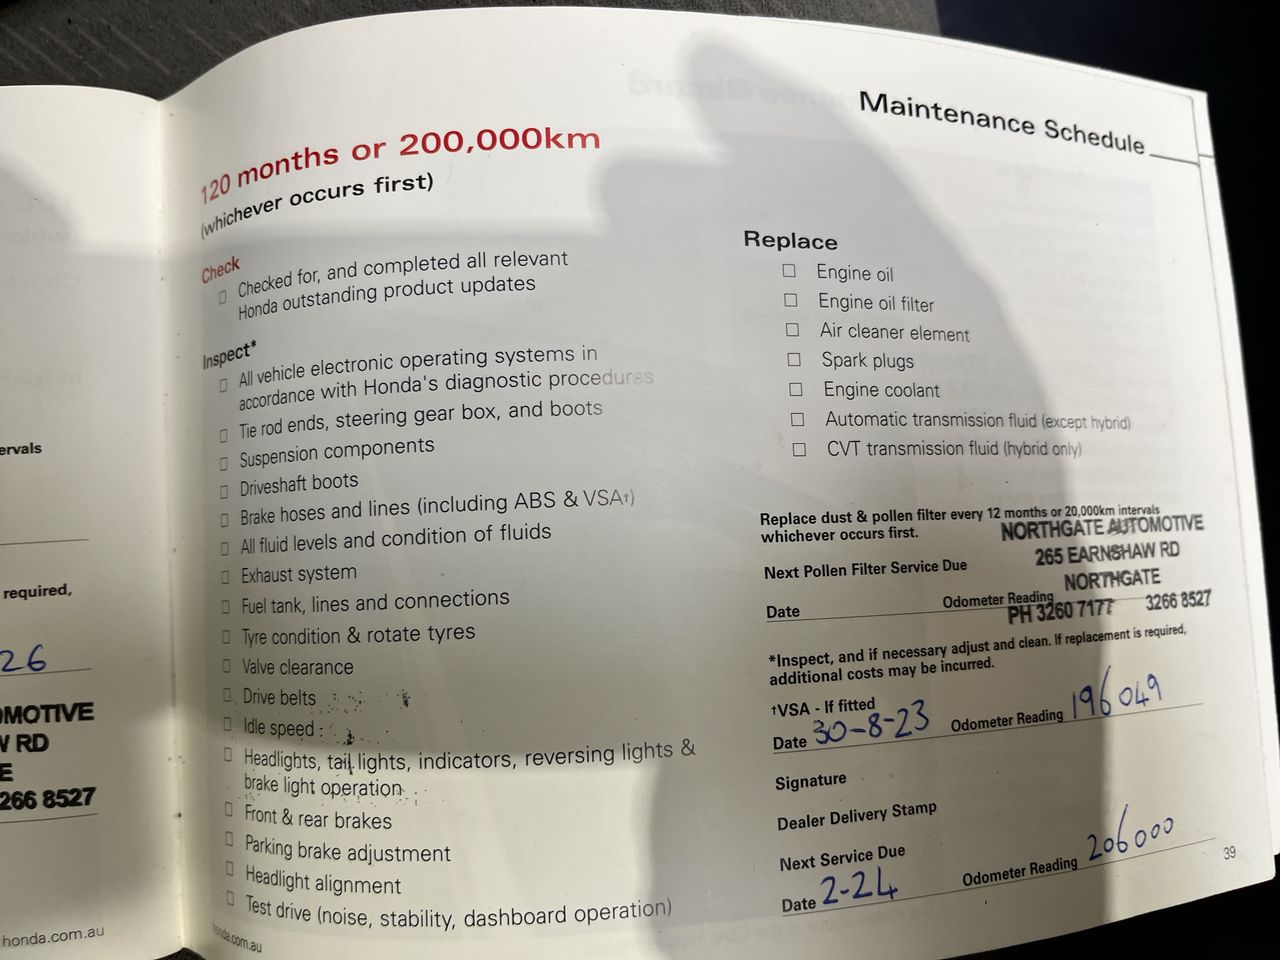 ervals
required,
26
OMOTIVE
W RD
E
266 8527
honda.com.au
Maintenance Schedule
120 months or 200,000km
(whichever occurs first)
Check
Checked for, and completed all relevant
Honda outstanding product updates
Inspect*
All vehicle electronic operating systems in
accordance with Honda's diagnostic procedures
Tie rod ends, steering gear box, and boots
Suspension components
Driveshaft boots
Brake hoses and lines (including ABS & VSA†)
All fluid levels and condition of fluids
Exhaust system
Fuel tank, lines and connections
Tyre condition & rotate tyres
Valve clearance
Drive belts
Idle speed
Headlights, tail lights, indicators, reversing lights &
brake light operation
Front & rear brakes
Parking brake adjustment
Headlight alignment
Test drive (noise, stability, dashboard operation)
honda.com.au
Replace
Engine oil
Engine oil filter
Air cleaner element
Spark plugs
Engine coolant
Automatic transmission fluid (except hybrid)
CVT transmission fluid (hybrid only)
Replace dust & pollen filter every 12 months or 20,000km intervals
whichever occurs first.
NORTHGATE AUTOMOTIVE
265 EARNSHAW RD
NORTHGATE
PH 3260 7177 3266 8527
Next Pollen Filter Service Due
Date Odometer Reading
*Inspect, and if necessary adjust and clean. If replacement is required,
additional costs may be incurred.
†VSA - If fitted
Date 30-8-23 Odometer Reading 196049
Signature
Dealer Delivery Stamp
Next Service Due
Date 2-24 Odometer Reading 206000
39